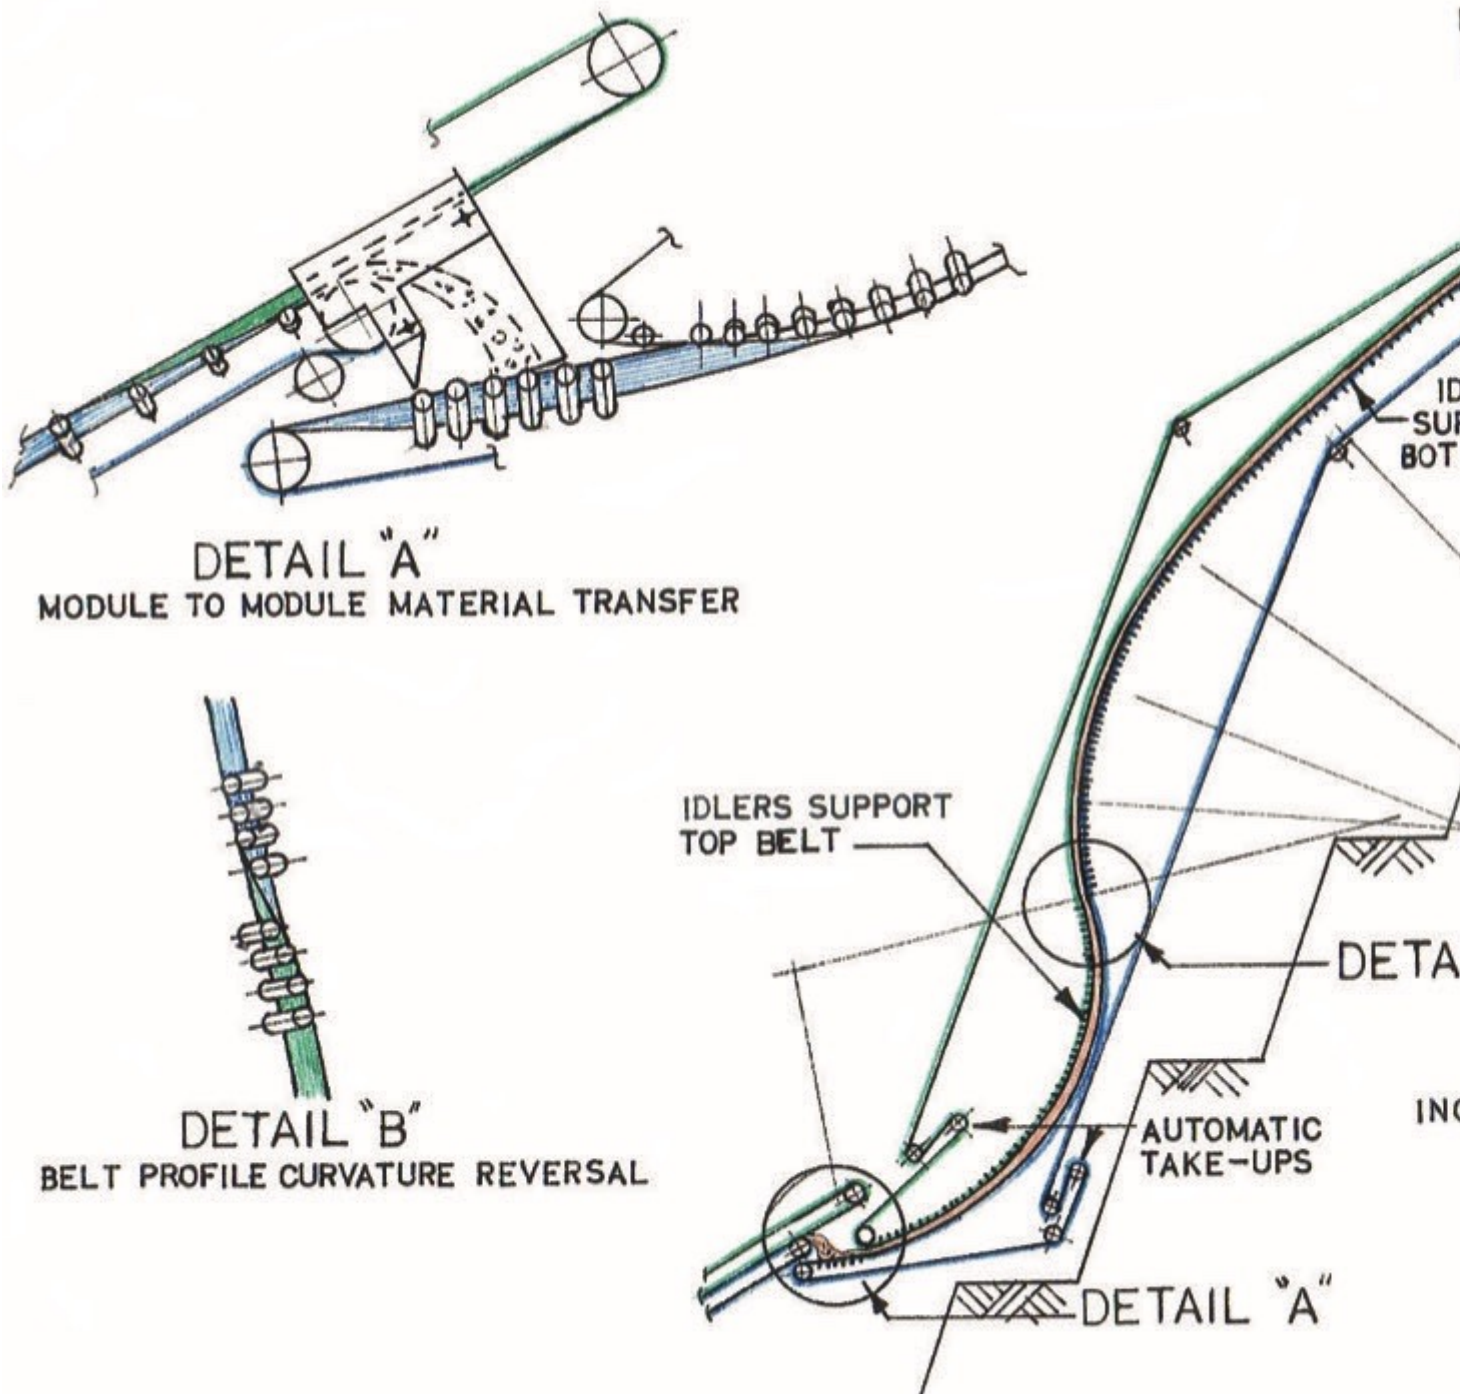 DETAIL "A"
MODULE TO MODULE MATERIAL TRANSFER
IDLERS SUPPORT
TOP BELT
DETAIL "B"
BELT PROFILE CURVATURE REVERSAL
AUTOMATIC
TAKE-UPS
DETAIL "A"